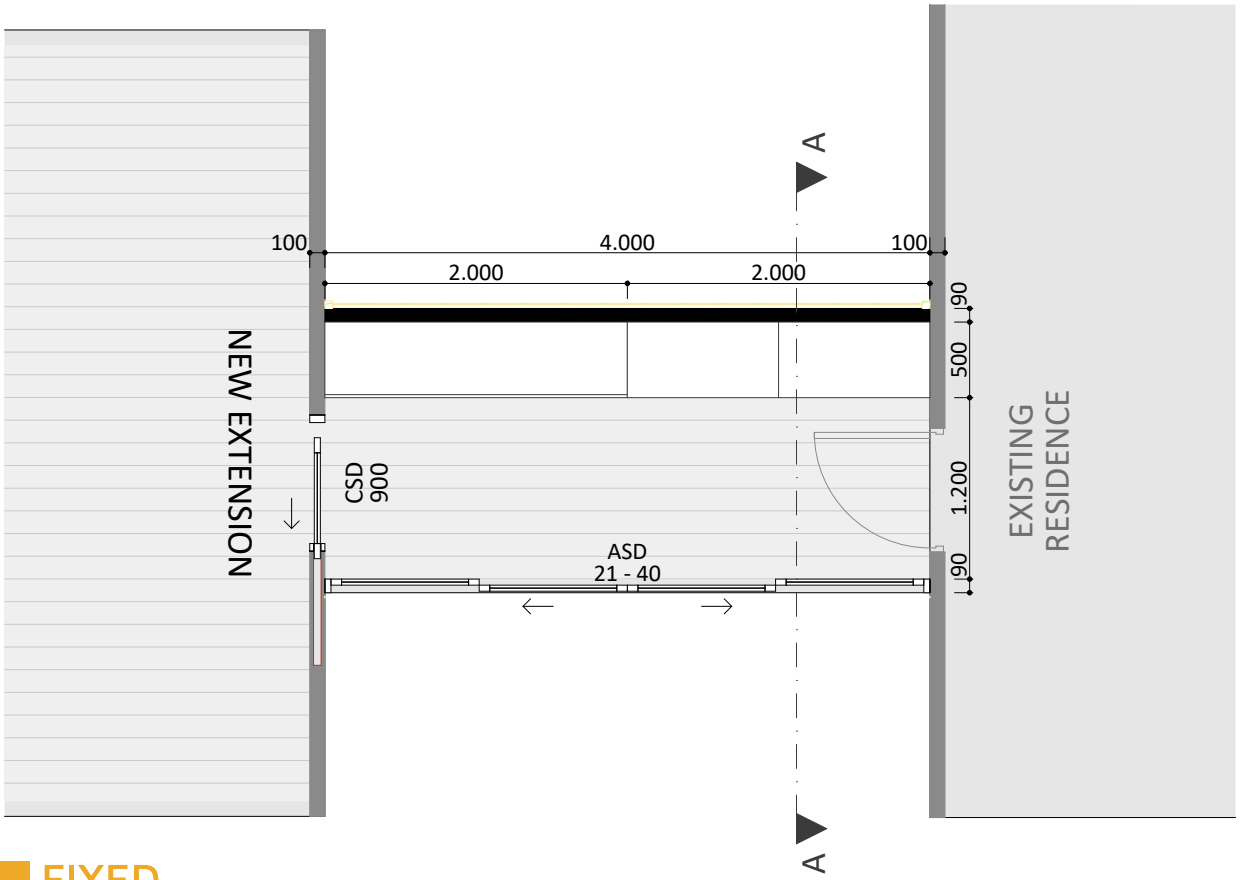 A
100
4.000
100
2.000
2.000
90
500
1.200
90
NEW EXTENSION
CSD
900
ASD
21 - 40
EXISTING
RESIDENCE
A
FIXED